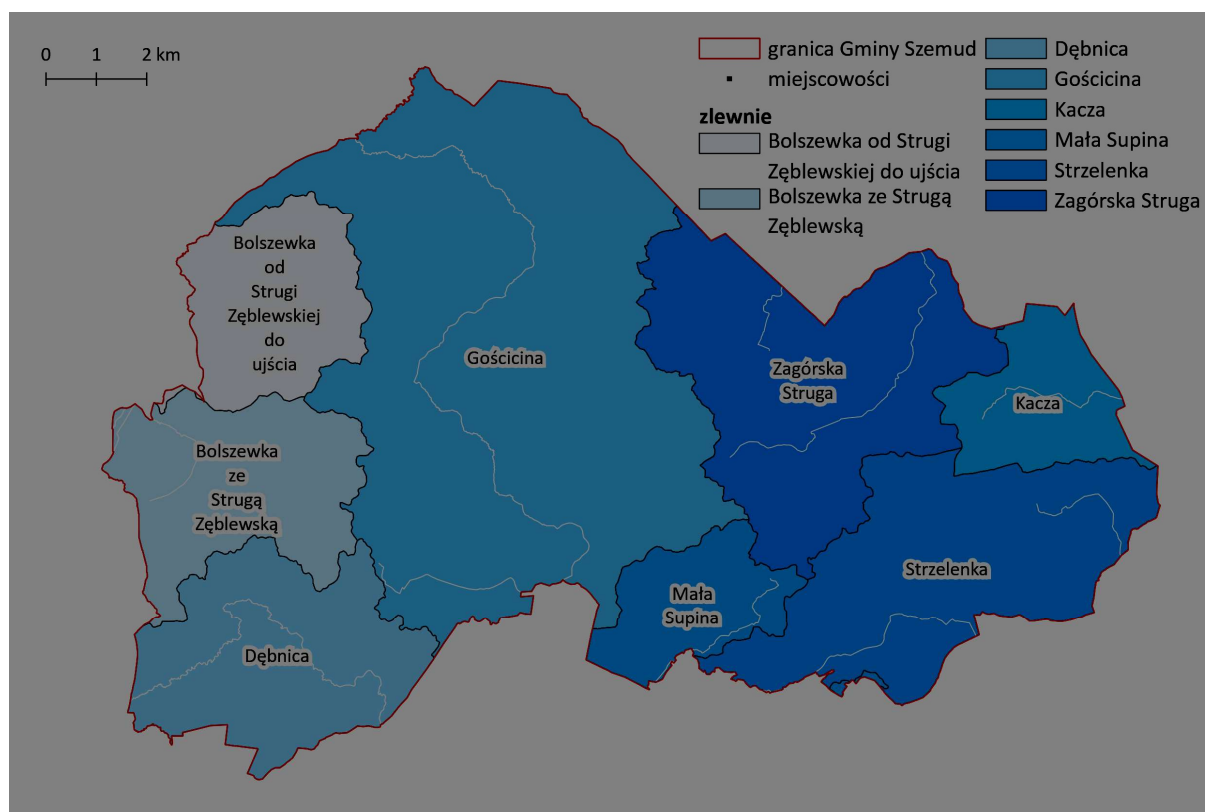 0 1 2 km
granica Gminy Szemud
miejscowości
zlewnie
Bolszewka od Strugi
Zęblewskiej do ujścia
Bolszewka ze Strugą
Zęblewską
Dębnica
Gościcina
Kacza
Mała Supina
Strzelenka
Zagórska Struga
Bolszewka
od
Strugi
Zęblewskiej
do
ujścia
Gościcina
Zagórska
Struga
Kacza
Bolszewka
ze
Strugą
Zęblewską
Strzelenka
Mała
Supina
Dębnica